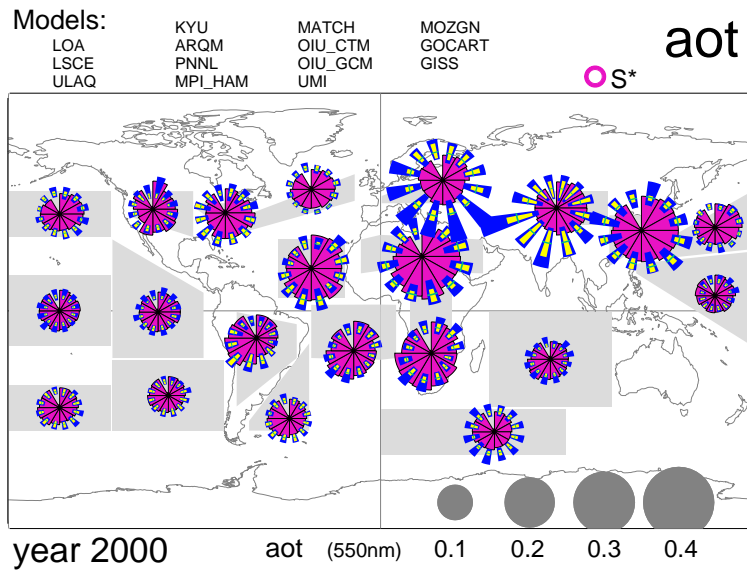 Models:
aot
KYU MATCH MOZGN
LOA ARQM OIU_CTM GOCART
LSCE PNNL OIU_GCM GISS
ULAQ MPI_HAM UMI
S*
year 2000 aot (550nm) 0.1 0.2 0.3 0.4